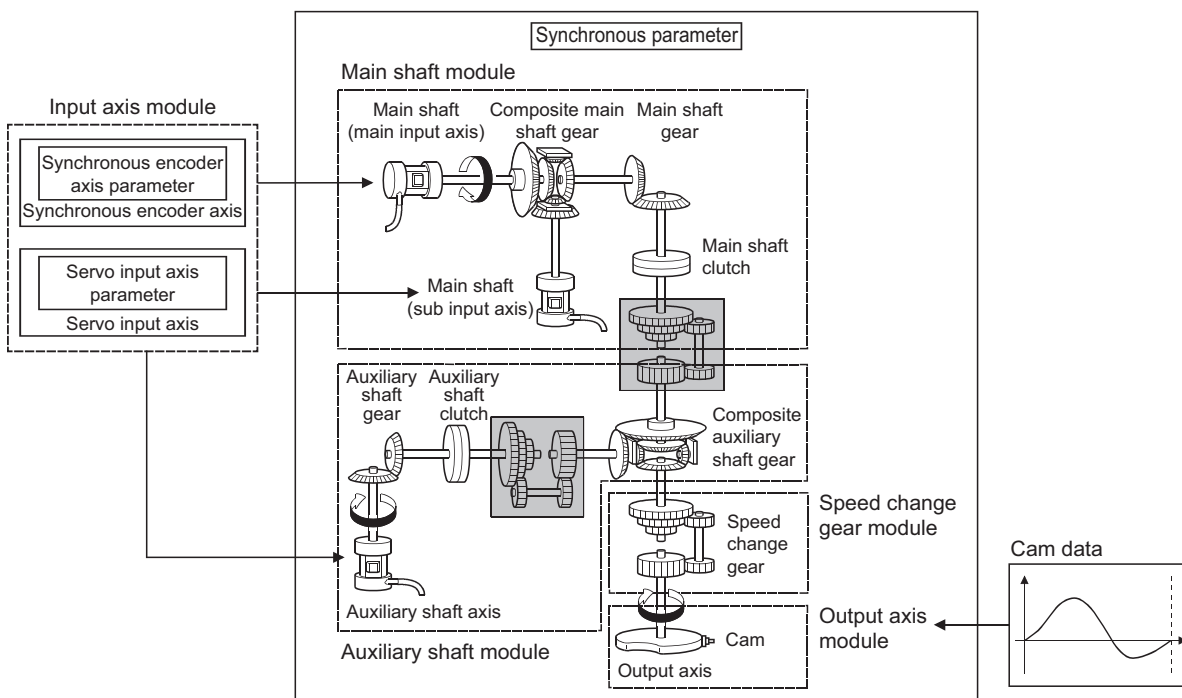 Synchronous parameter
Main shaft module
Input axis module
Main shaft
(main input axis)
Composite main
shaft gear
Main shaft
gear
Synchronous encoder
axis parameter
Synchronous encoder axis
Main shaft
clutch
Servo input axis
parameter
Servo input axis
Main shaft
(sub input axis)
Auxiliary
shaft
gear
Auxiliary
shaft
clutch
Composite
auxiliary
shaft gear
Speed change
gear module
Speed
change
gear
Cam data
Auxiliary shaft axis
Output axis
module
Cam
Auxiliary shaft module
Output axis